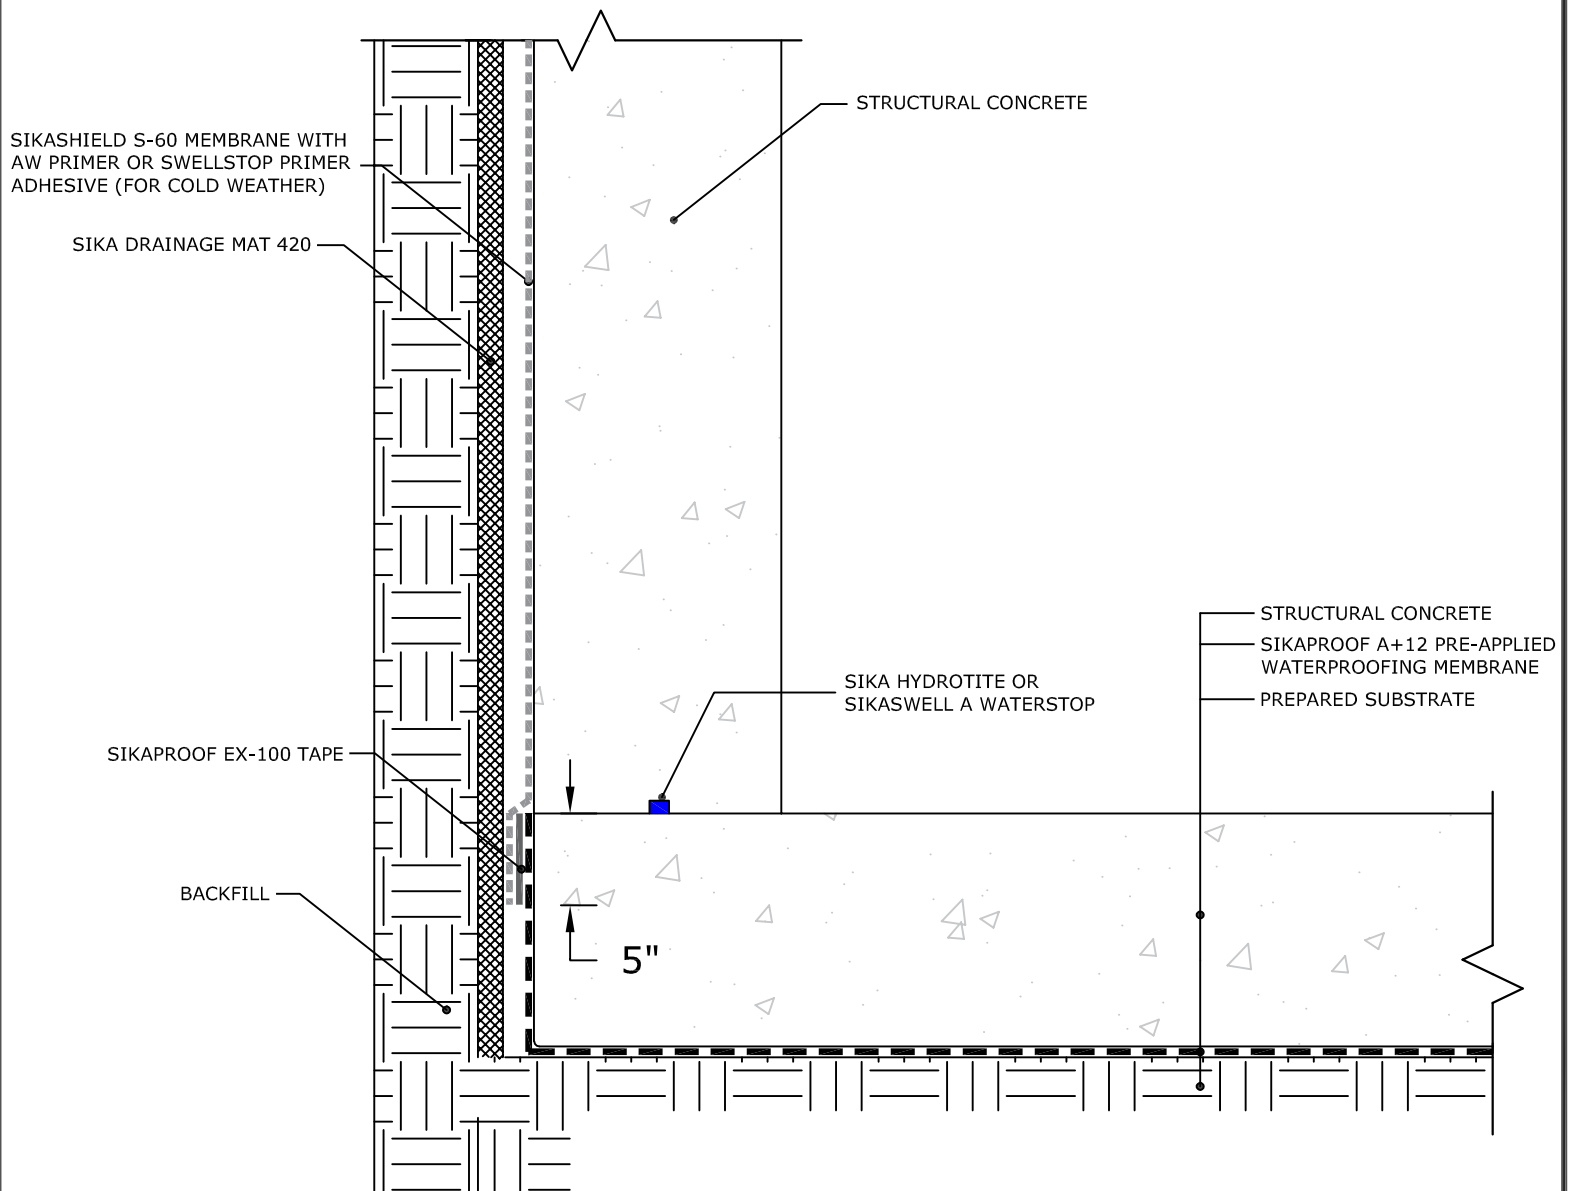 STRUCTURAL CONCRETE
SIKASHIELD S-60 MEMBRANE WITH
AW PRIMER OR SWELLSTOP PRIMER
ADHESIVE (FOR COLD WEATHER)
SIKA DRAINAGE MAT 420
STRUCTURAL CONCRETE
SIKAPROOF A+12 PRE-APPLIED
WATERPROOFING MEMBRANE
PREPARED SUBSTRATE
SIKA HYDROTITE OR
SIKASWELL A WATERSTOP
SIKAPROOF EX-100 TAPE
BACKFILL
5"